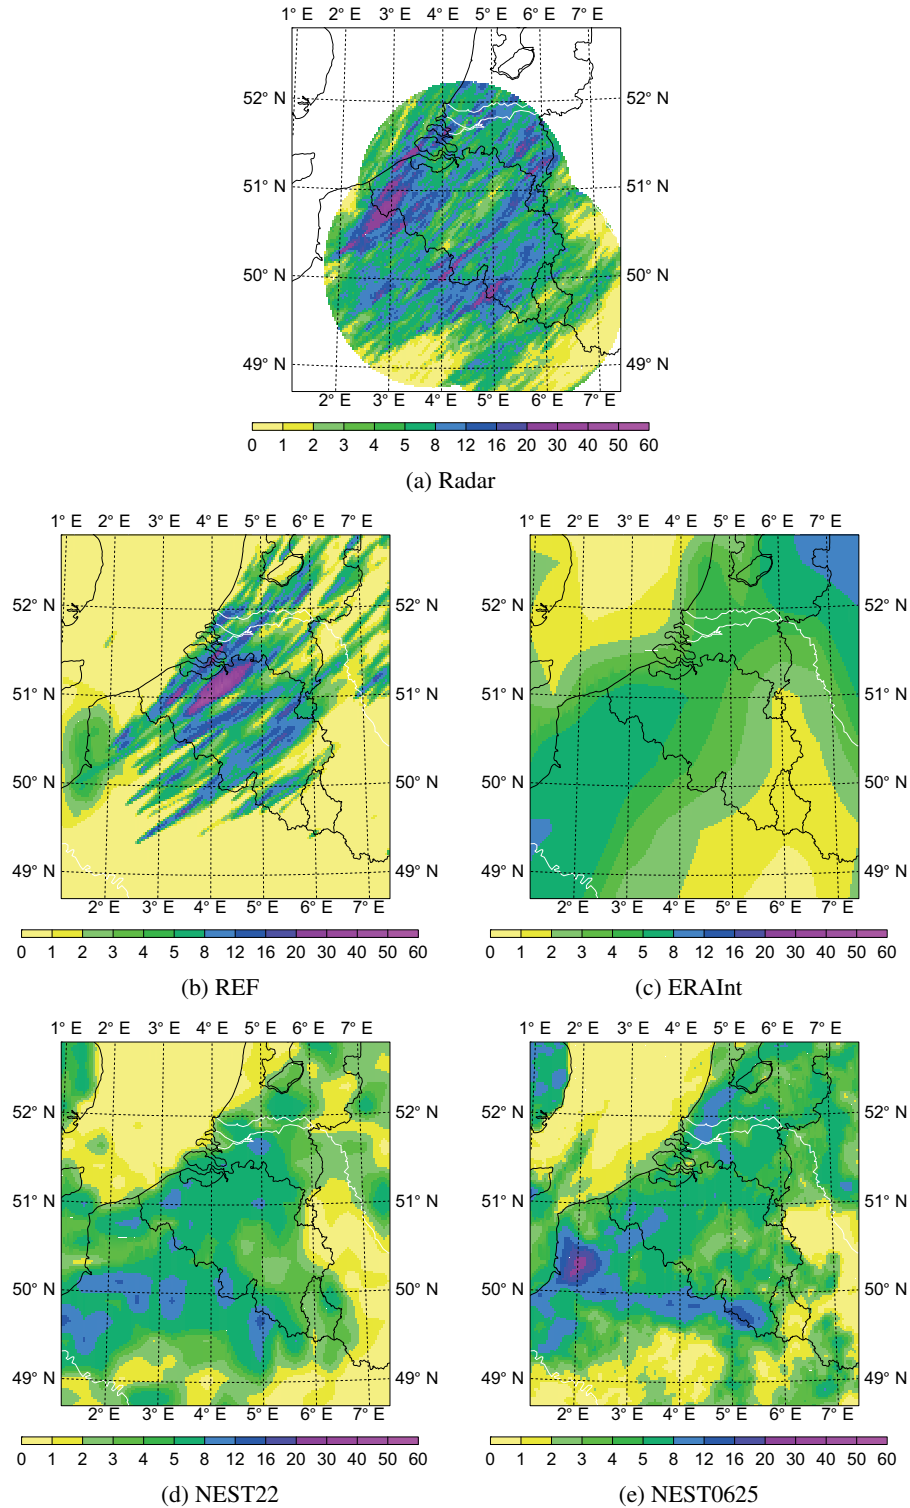 1° E 2° E 3° E 4° E 5° E 6° E 7° E
52° N 52° N
51° N 51° N
50° N 50° N
49° N 49° N
2° E 3° E 4° E 5° E 6° E 7° E
0 1 2 3 4 5 8 12 16 20 30 40 50 60
(a) Radar
1° E 2° E 3° E 4° E 5° E 6° E 7° E 1° E 2° E 3° E 4° E 5° E 6° E 7° E
52° N 52° N 52° N
51° N 51° N 51° N
50° N 50° N 50° N
49° N 49° N 49° N
2° E 3° E 4° E 5° E 6° E 7° E 2° E 3° E 4° E 5° E 6° E 7° E
0 1 2 3 4 5 8 12 16 20 30 40 50 60 0 1 2 3 4 5 8 12 16 20 30 40 50 60
(b) REF (c) ERAInt
1° E 2° E 3° E 4° E 5° E 6° E 7° E 1° E 2° E 3° E 4° E 5° E 6° E 7° E
52° N 52° N 52° N
51° N 51° N 51° N
50° N 50° N 50° N
49° N 49° N 49° N
2° E 3° E 4° E 5° E 6° E 7° E 2° E 3° E 4° E 5° E 6° E 7° E
0 1 2 3 4 5 8 12 16 20 30 40 50 60 0 1 2 3 4 5 8 12 16 20 30 40 50 60
(d) NEST22 (e) NEST0625